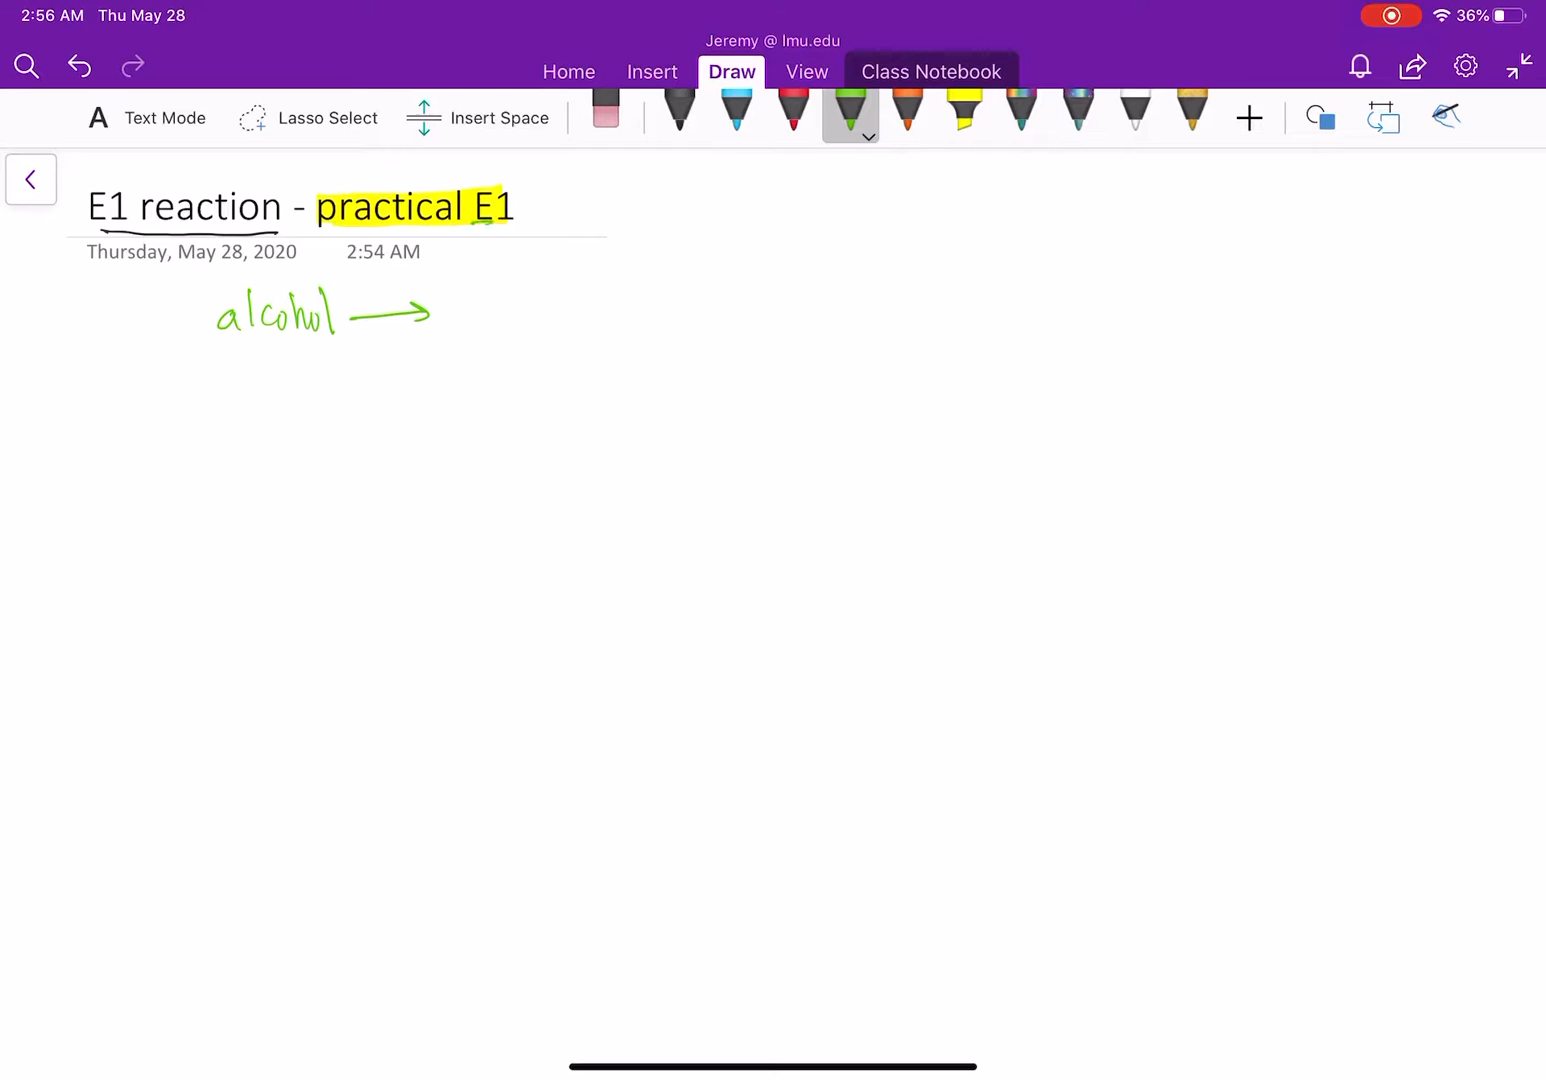 2:56 AM Thu May 28
36%
Jeremy @ lmu.edu
Home Insert Draw View Class Notebook
A Text Mode Lasso Select Insert Space
E1 reaction - practical E1
Thursday, May 28, 2020 2:54 AM
alcohol →